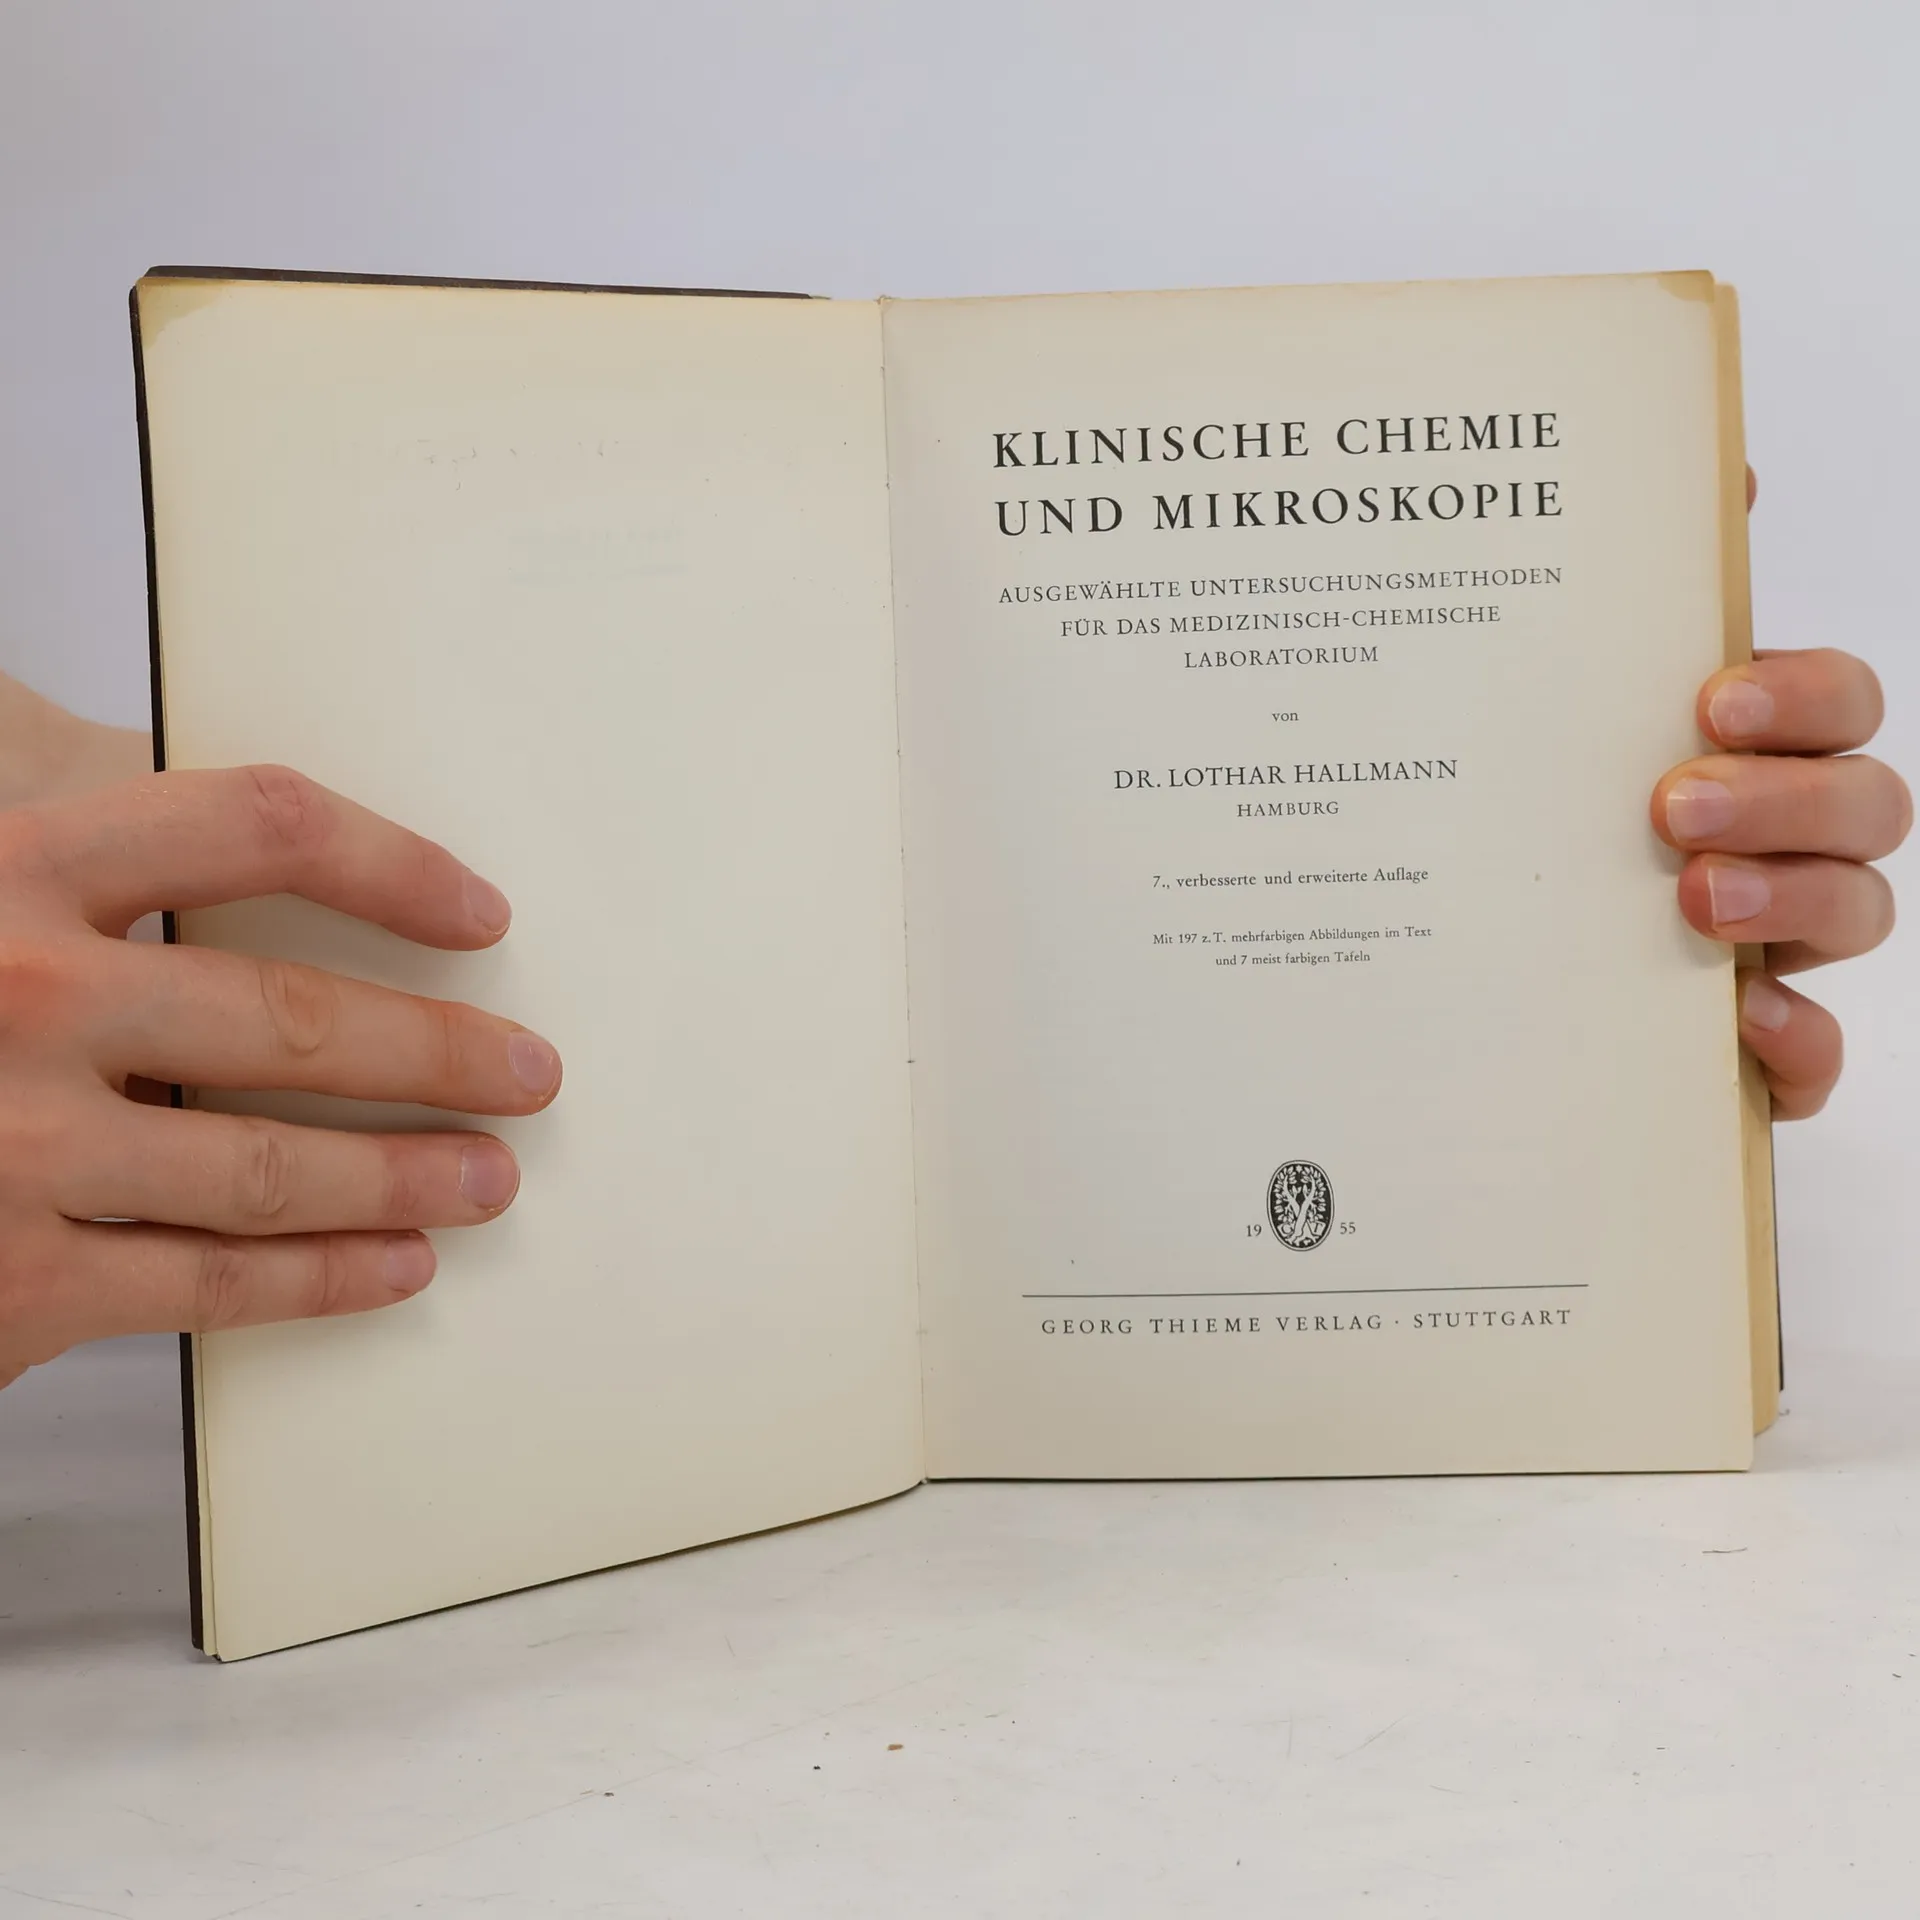 KLINISCHE CHEMIE
UND MIKROSKOPIE
AUSGEWÄHLTE UNTERSUCHUNGSMETHODEN
FÜR DAS MEDIZINISCH-CHEMISCHE
LABORATORIUM
von
DR. LOTHAR HALLMANN
HAMBURG
7., verbesserte und erweiterte Auflage
Mit 197 z. T. mehrfarbigen Abbildungen im Text
und 7 meist farbigen Tafeln
19 55
GEORG THIEME VERLAG · STUTTGART